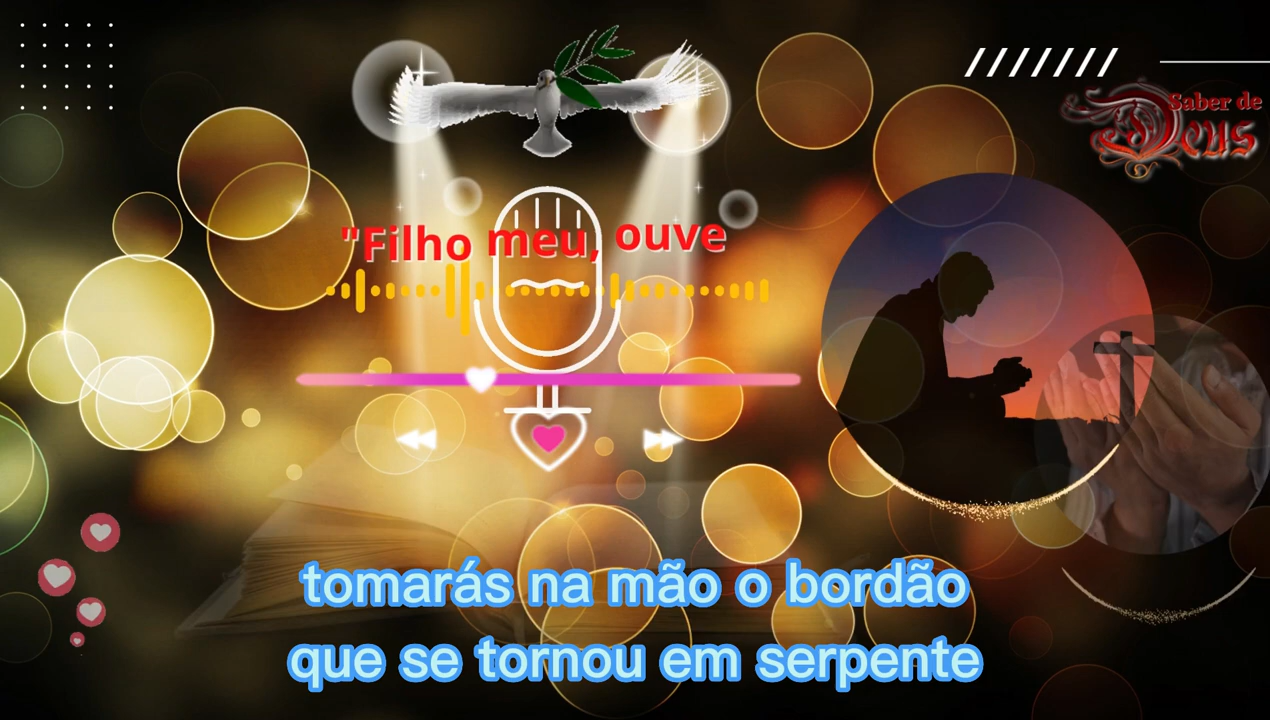 Saber de
Deus
"Filho meu, ouve
tomarás na mão o bordão
que se tornou em serpente